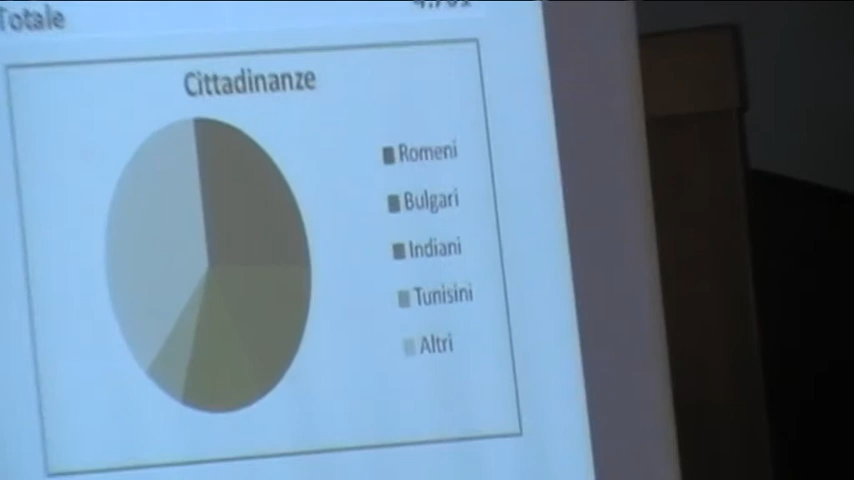 Totale
Cittadinanze
Romeni
Bulgari
Indiani
Tunisini
Altri